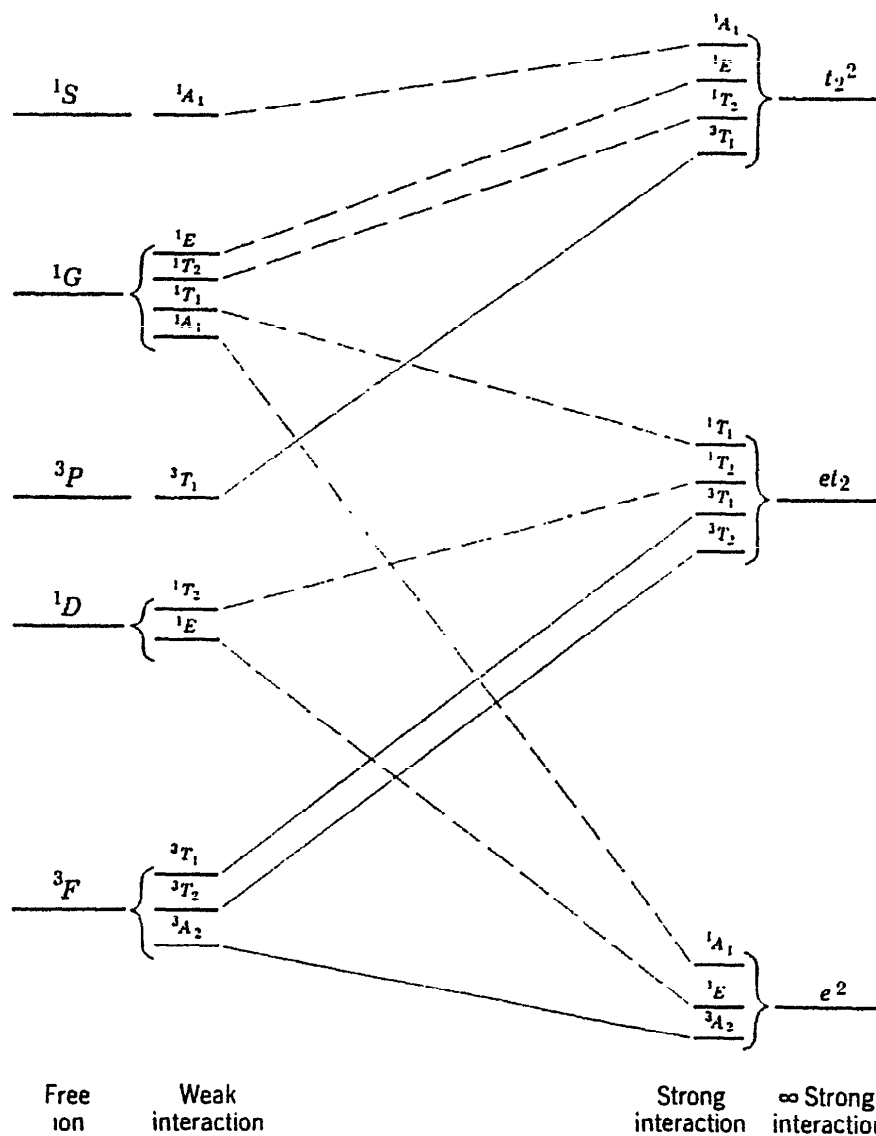 ¹S
¹A₁
¹A₁
¹E
¹T₂
³T₁
t₂²
¹G
¹E
¹T₂
¹T₁
¹A₁
³P
³T₁
¹T₁
¹T₂
³T₁
³T₂
et₂
¹D
¹T₂
¹E
³F
³T₁
³T₂
³A₂
¹A₁
¹E
³A₂
e²
Free
ion
Weak
interaction
Strong
interaction
∞ Strong
interaction